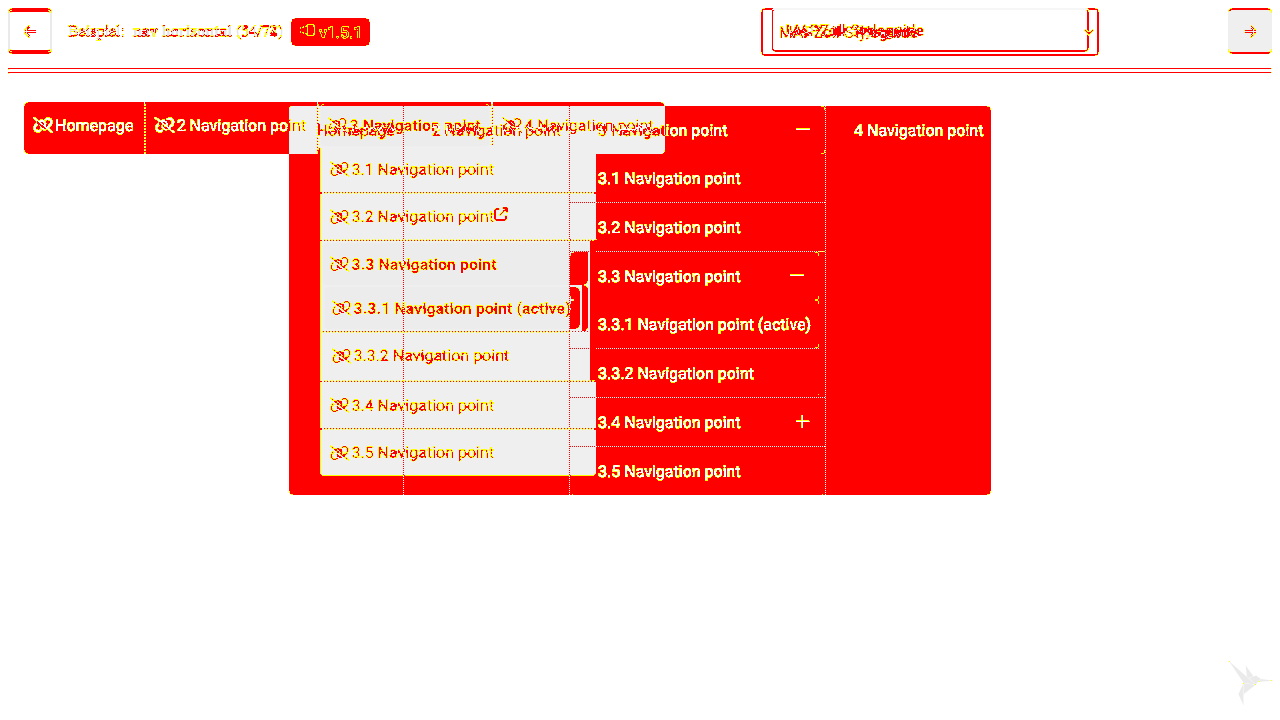 Beispiel: nav horizontal (34/72) v1.5.1
Homepage 2 Navigation point 3 Navigation point 4 Navigation point
Homepage 2 Navigation point 3 Navigation point 4 Navigation point
3.1 Navigation point
3.2 Navigation point
3.3 Navigation point
3.3.1 Navigation point (active)
3.3.2 Navigation point
3.4 Navigation point
3.5 Navigation point
3.1 Navigation point
3.2 Navigation point
3.3 Navigation point
3.3.1 Navigation point (active)
3.3.2 Navigation point
3.4 Navigation point
3.5 Navigation point